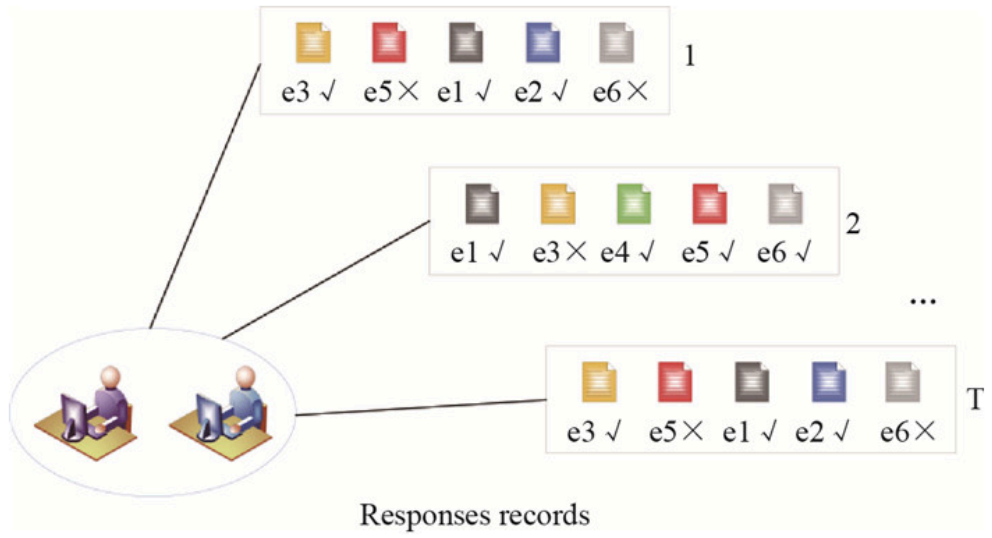 e3 √ e5× e1 √ e2 √ e6×
1
e1 √ e3× e4 √ e5 √ e6 √
2
...
e3 √ e5× e1 √ e2 √ e6×
T
Responses records